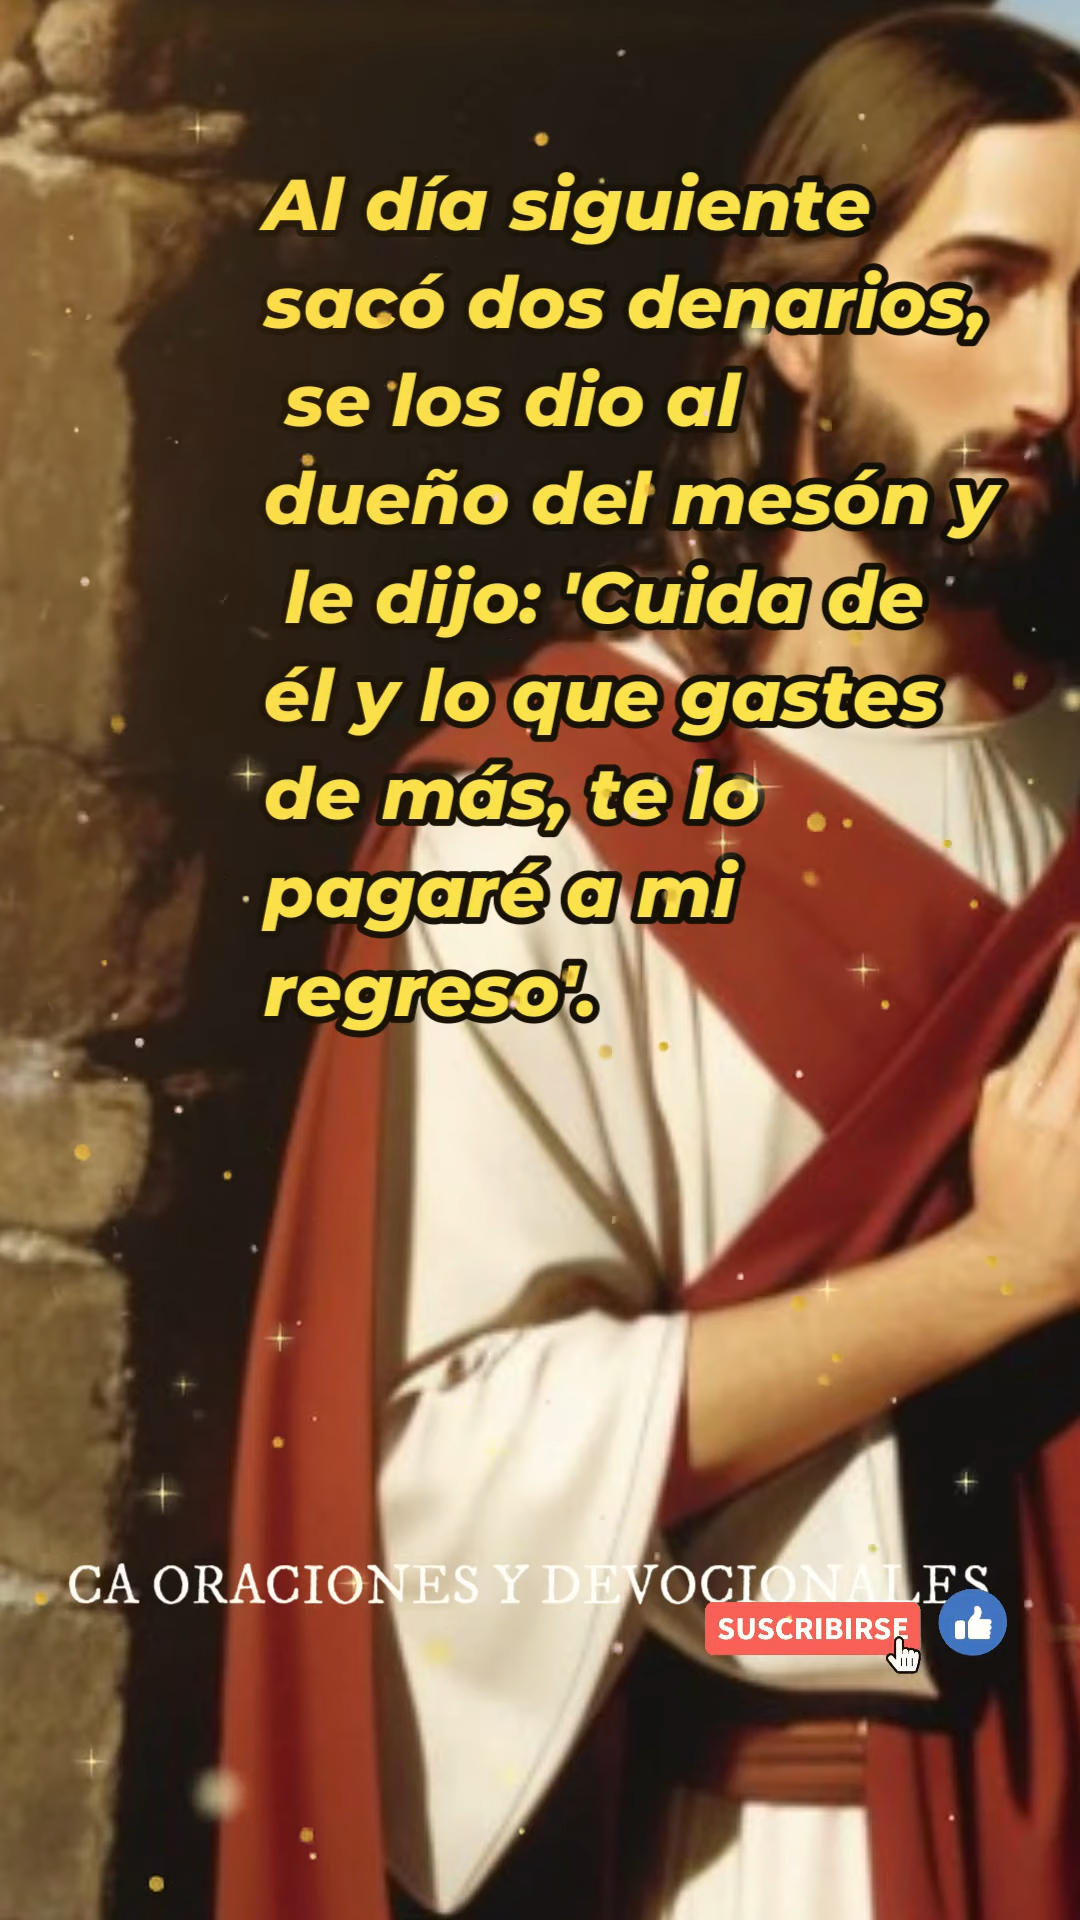 Al día siguiente
sacó dos denarios,
se los dio al
dueño del mesón y
le dijo: 'Cuida de
él y lo que gastes
de más, te lo
pagaré a mi
regreso'.
CA ORACIONES Y DEVOCIONALES
SUSCRIBIRSE